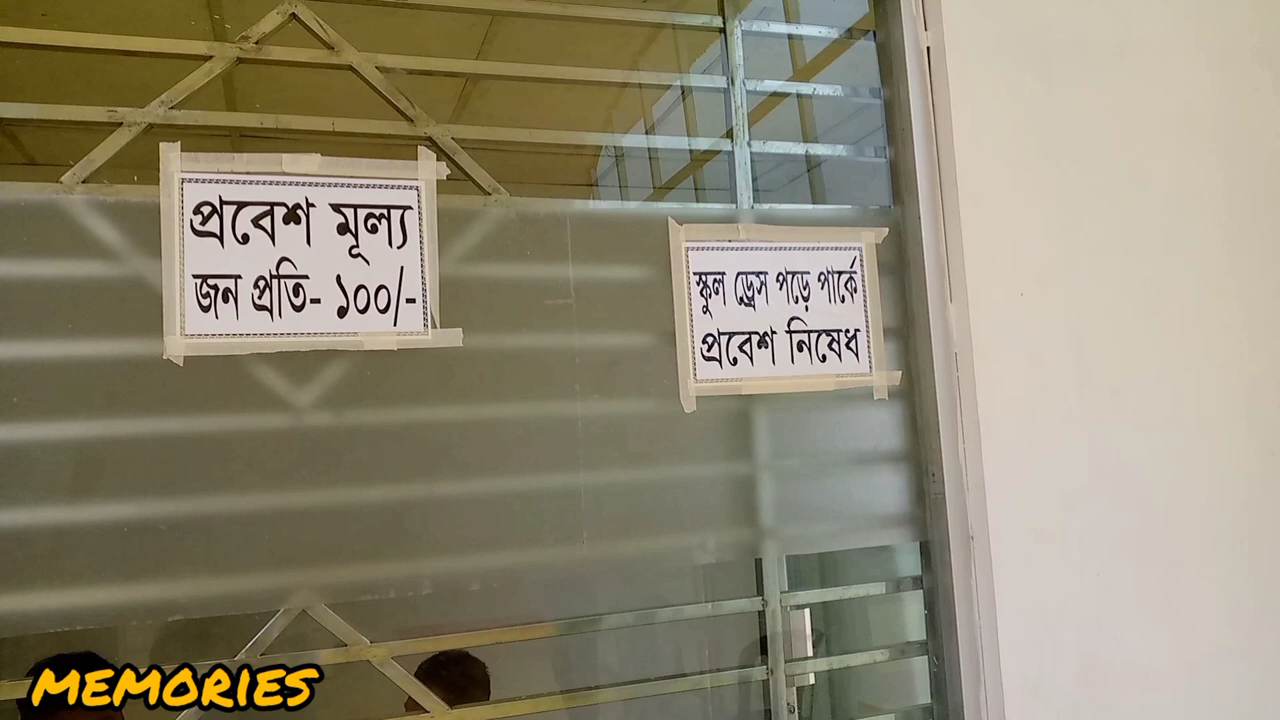 প্রবেশ মূল্য
জন প্রতি- ১০০/-
স্কুল ড্রেস পড়ে পার্কে
প্রবেশ নিষেধ
MEMORIES